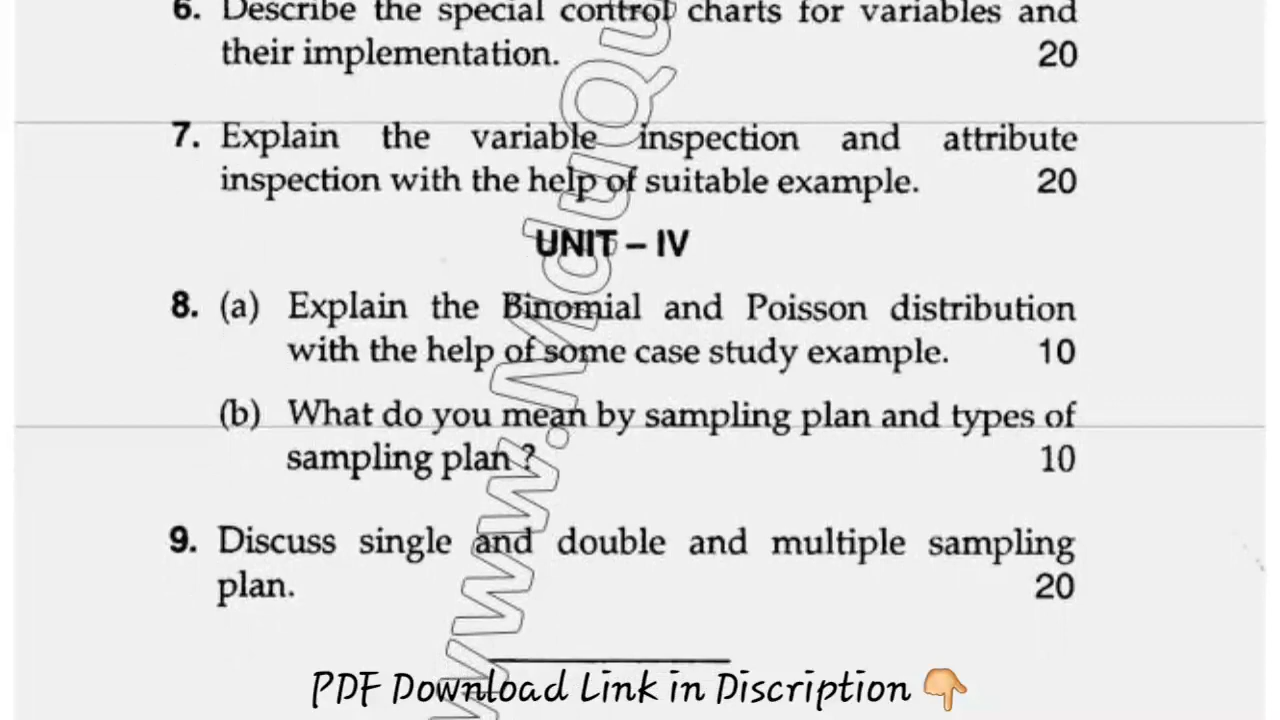 6. Describe the special control charts for variables and
their implementation. 20
7. Explain the variable inspection and attribute
inspection with the help of suitable example. 20
UNIT – IV
8. (a) Explain the Binomial and Poisson distribution
with the help of some case study example. 10
(b) What do you mean by sampling plan and types of
sampling plan ? 10
9. Discuss single and double and multiple sampling
plan. 20
www.MduQu
PDF Download Link in Discription 👇🏼